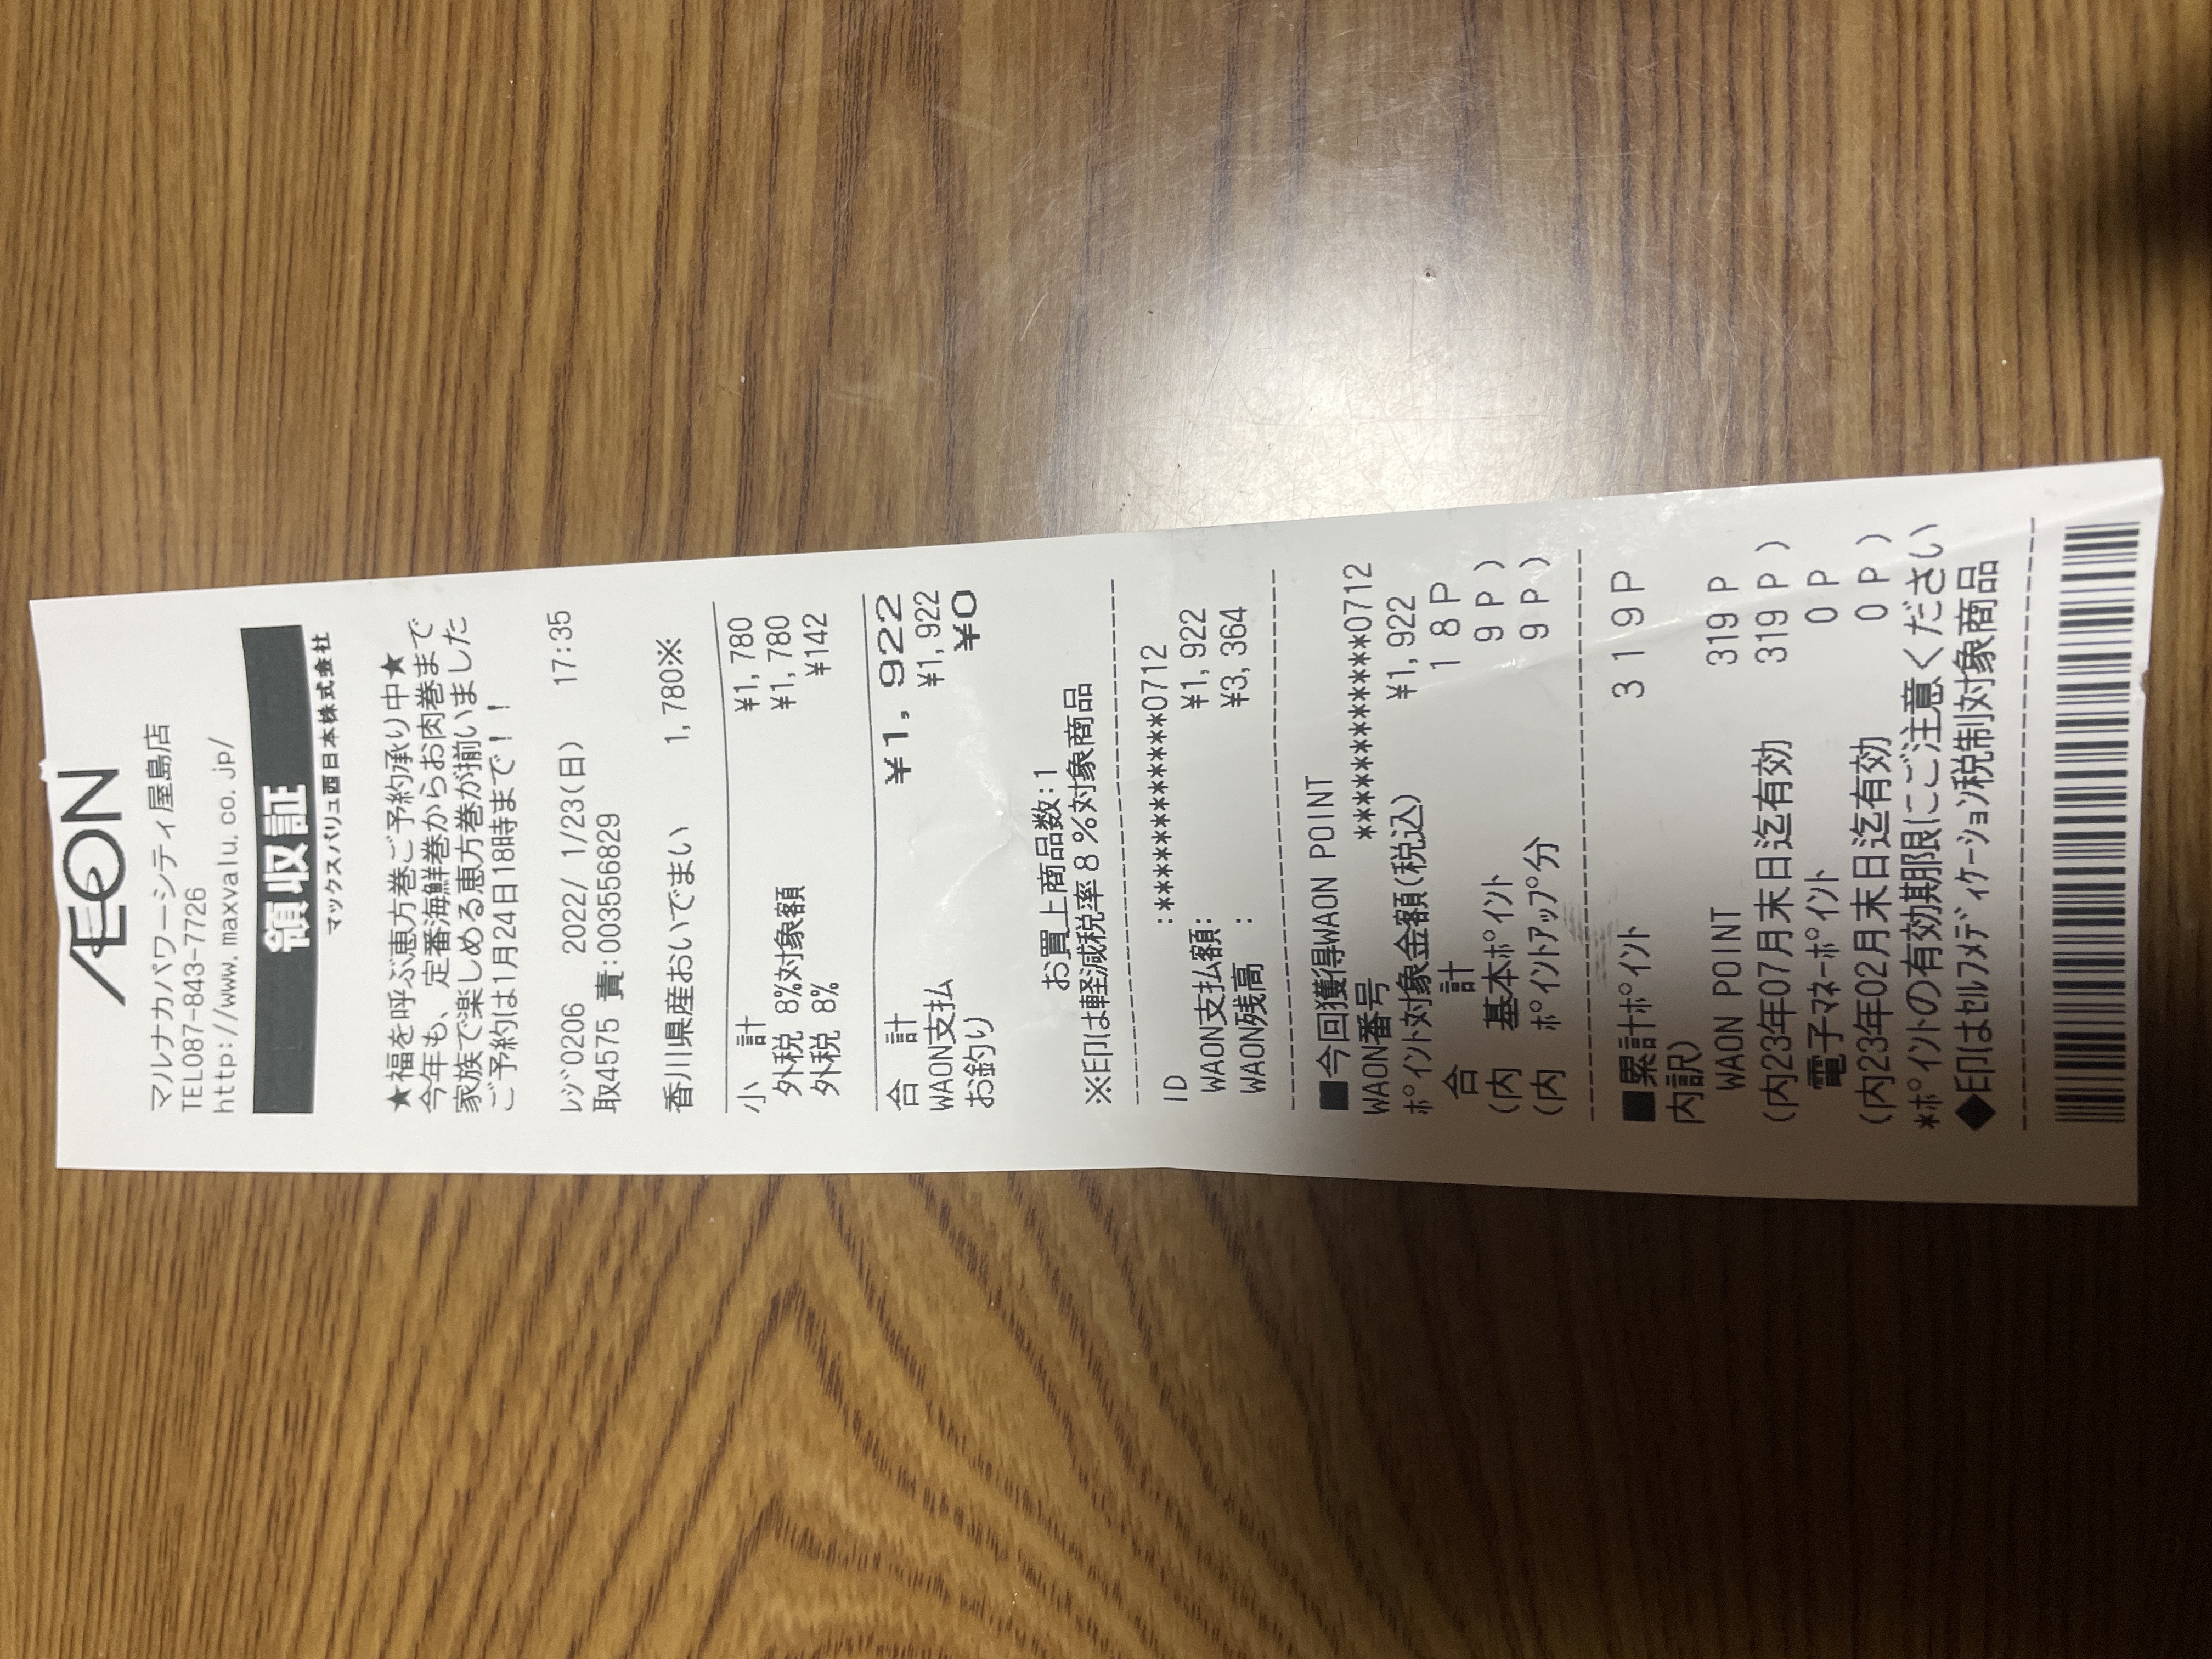 ÆON
マルナカパワーシティ屋島店
TEL087-843-7726
http://www.maxvalu.co.jp/
領収証
マックスバリュ西日本株式会社
★福を呼ぶ恵方巻ご予約承り中★
今年も、定番海鮮巻からお肉巻まで
家族で楽しめる恵方巻が揃いました
ご予約は1月24日18時まで！！
ﾚｼﾞ0206 2022/ 1/23(日) 17:35
取4575 責:003556829
香川県産おいでまい 1,780※
小 計 ¥1,780
外税 8%対象額 ¥1,780
外税 8% ¥142
合 計 ¥1,922
WAON支払 ¥1,922
お釣り ¥0
お買上商品数:1
※印は軽減税率8%対象商品
ID :************0712
WAON支払額: ¥1,922
WAON残高 : ¥3,364
■今回獲得WAON POINT
WAON番号 ************0712
ﾎﾟｲﾝﾄ対象金額(税込) ¥1,922
合 計 18P
(内 基本ﾎﾟｲﾝﾄ 9P)
(内 ﾎﾟｲﾝﾄｱｯﾌﾟ分 9P)
■累計ﾎﾟｲﾝﾄ 319P
内訳)
WAON POINT 319P
(内23年07月末日迄有効 319P)
電子ﾏﾈｰﾎﾟｲﾝﾄ 0P
(内23年02月末日迄有効 0P)
*ﾎﾟｲﾝﾄの有効期限にご注意ください
◆印はｾﾙﾌﾒﾃﾞｨｹｰｼｮﾝ税制対象商品